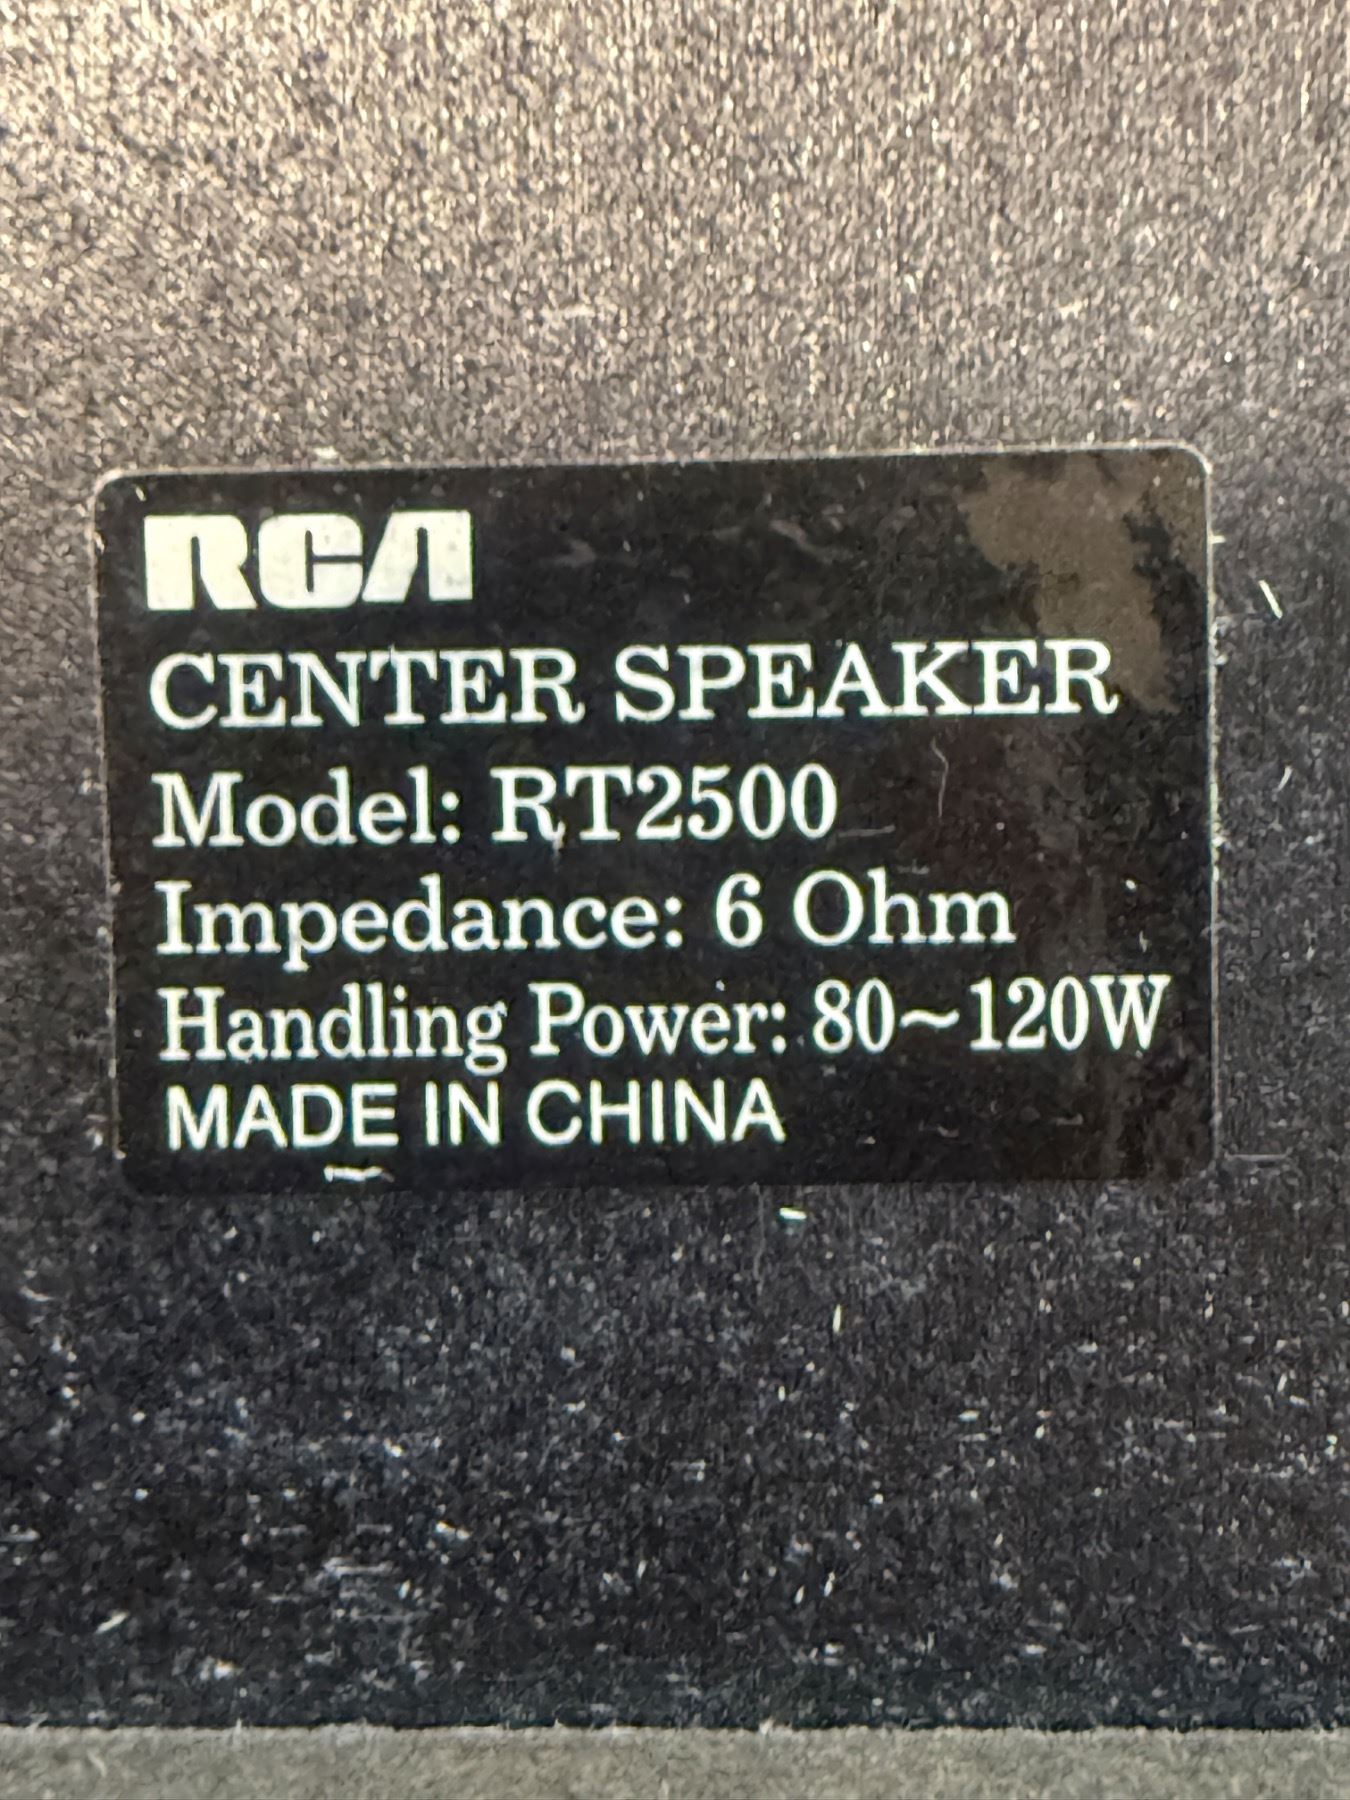 RCA
CENTER SPEAKER
Model: RT2500
Impedance: 6 Ohm
Handling Power: 80~120W
MADE IN CHINA